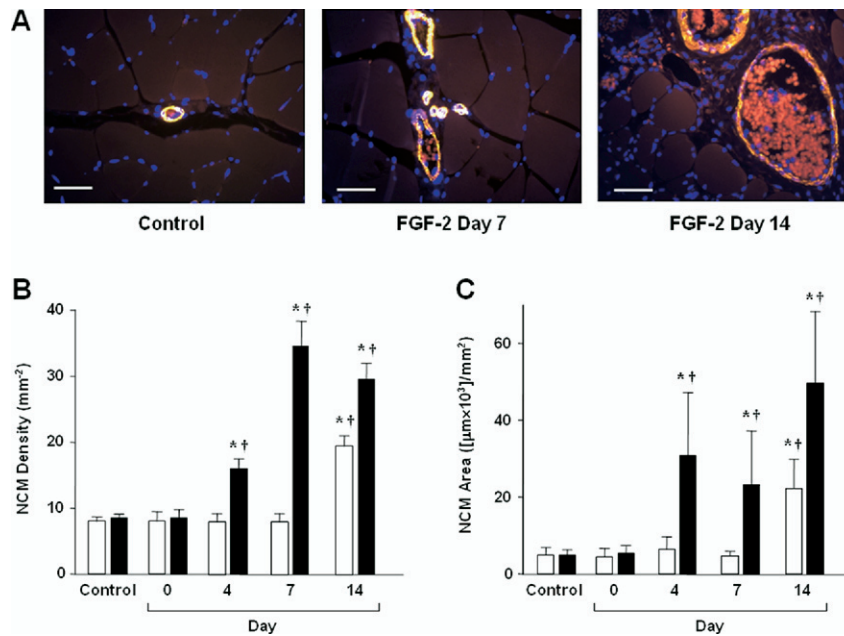 A
Control
FGF-2 Day 7
FGF-2 Day 14
B
NCM Density (mm-2)
40
30
20
10
0
*†
*†
*†
*†
Control
0
4
7
14
Day
C
NCM Area ([µm×10³]/mm²)
60
40
20
0
*†
*†
*†
*†
Control
0
4
7
14
Day